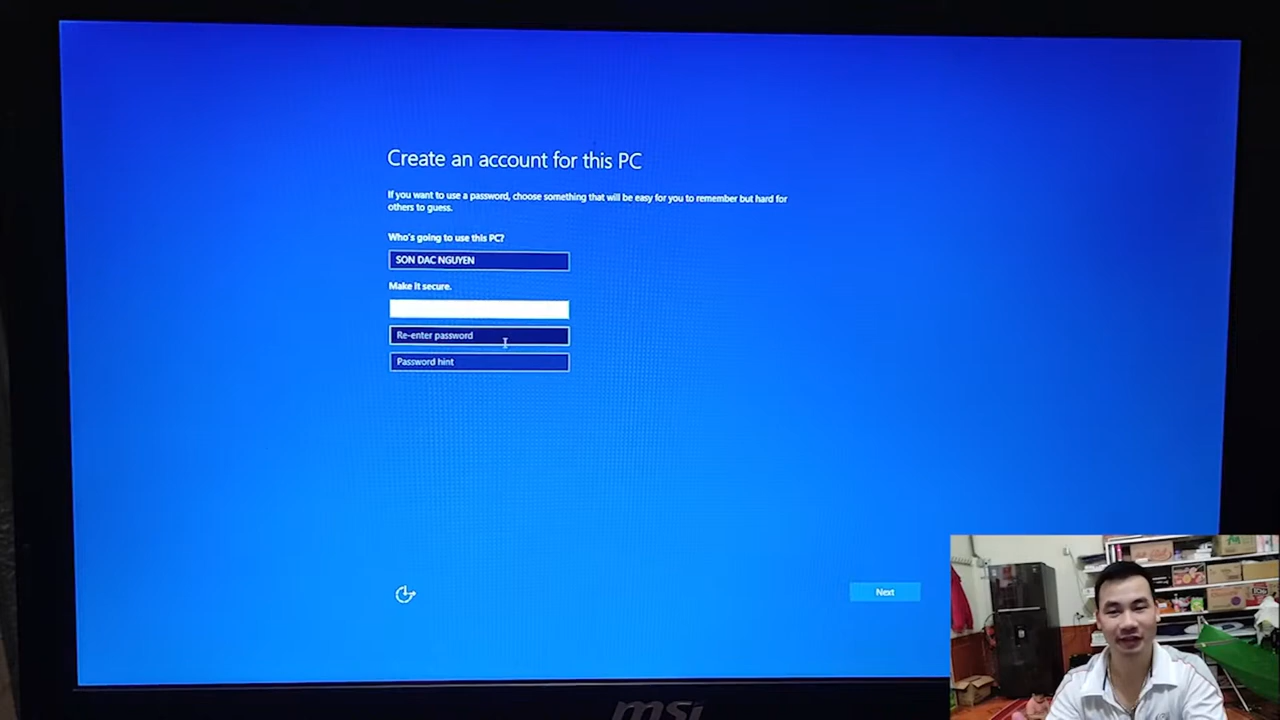 Create an account for this PC
If you want to use a password, choose something that will be easy for you to remember but hard for
others to guess.
Who's going to use this PC?
SON DAC NGUYEN
Make it secure.
Re-enter password
Password hint
Next
msi